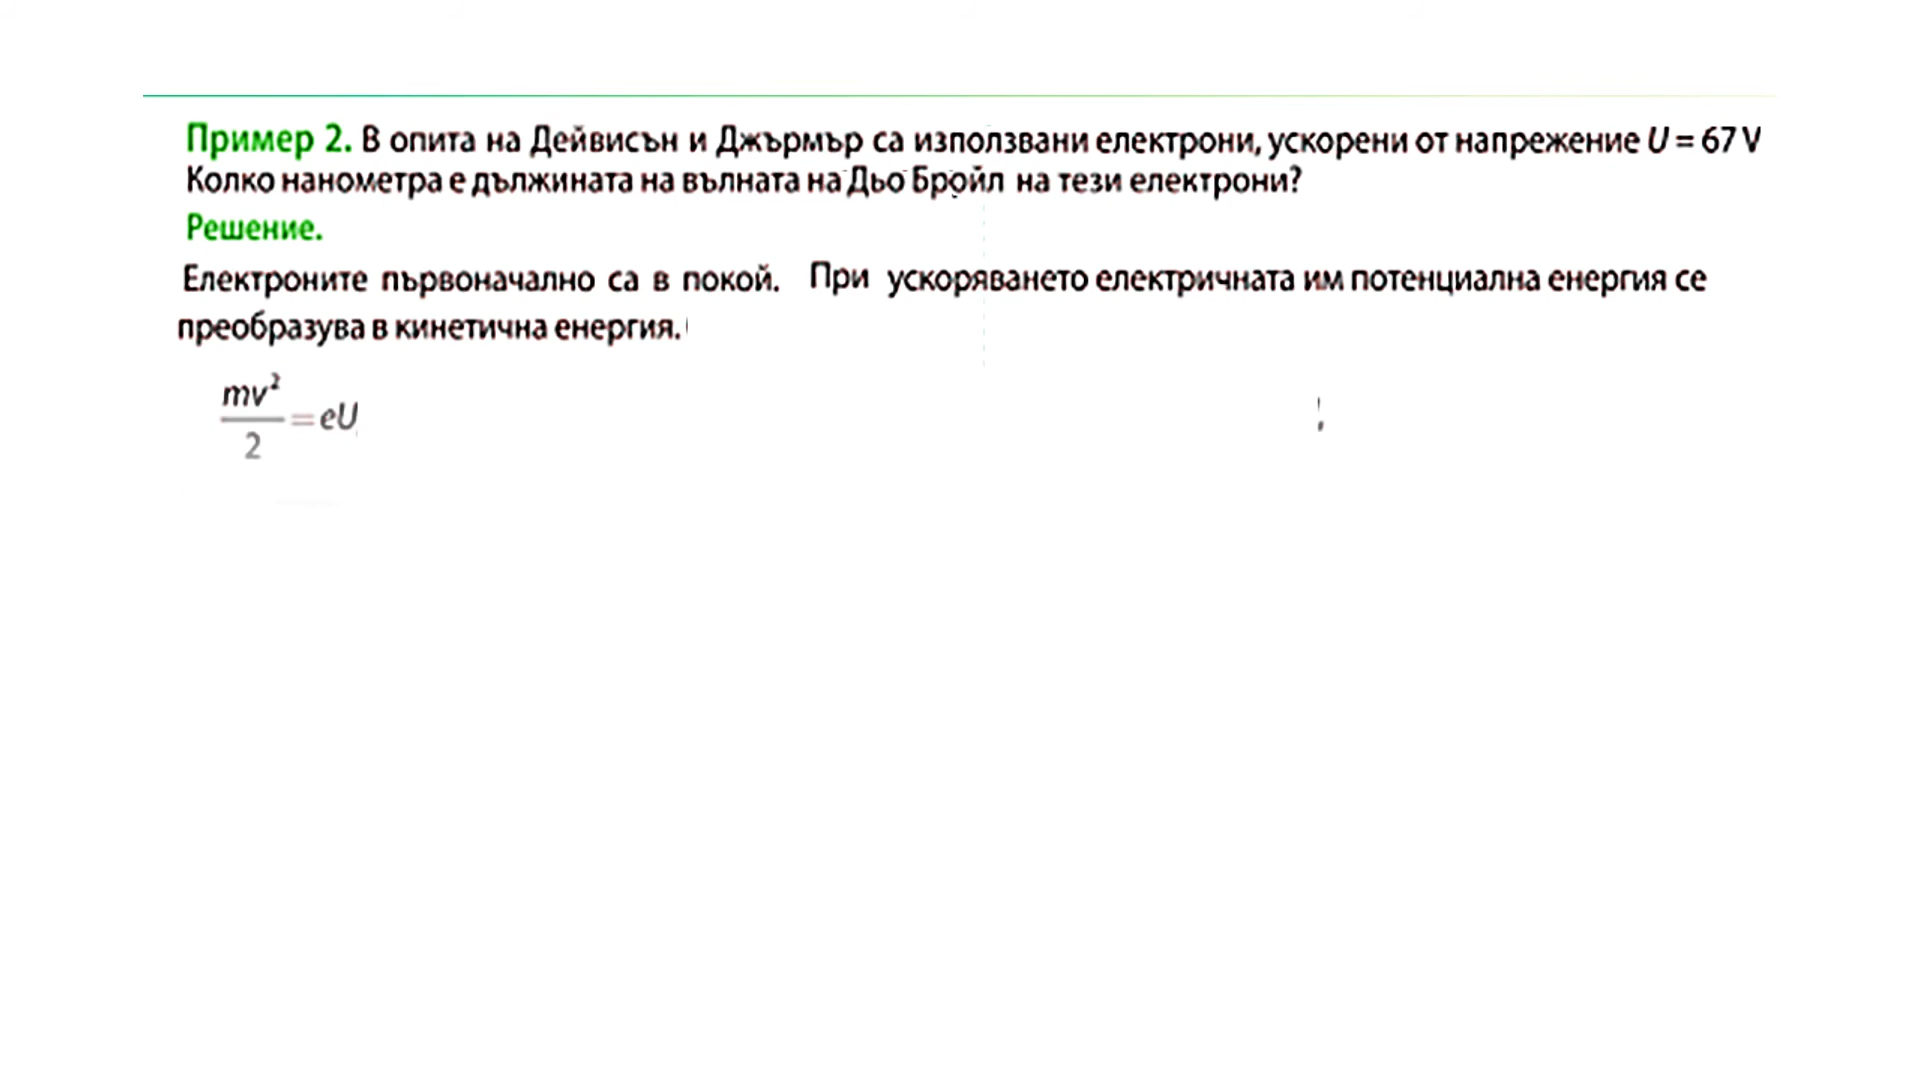 Пример 2. В опита на Дейвисън и Джърмър са използвани електрони, ускорени от напрежение U = 67 V
Колко нанометра е дължината на вълната на Дьо Бройл на тези електрони?
Решение.
Електроните първоначално са в покой. При ускоряването електричната им потенциална енергия се
преобразува в кинетична енергия.
mv²/2 = eU